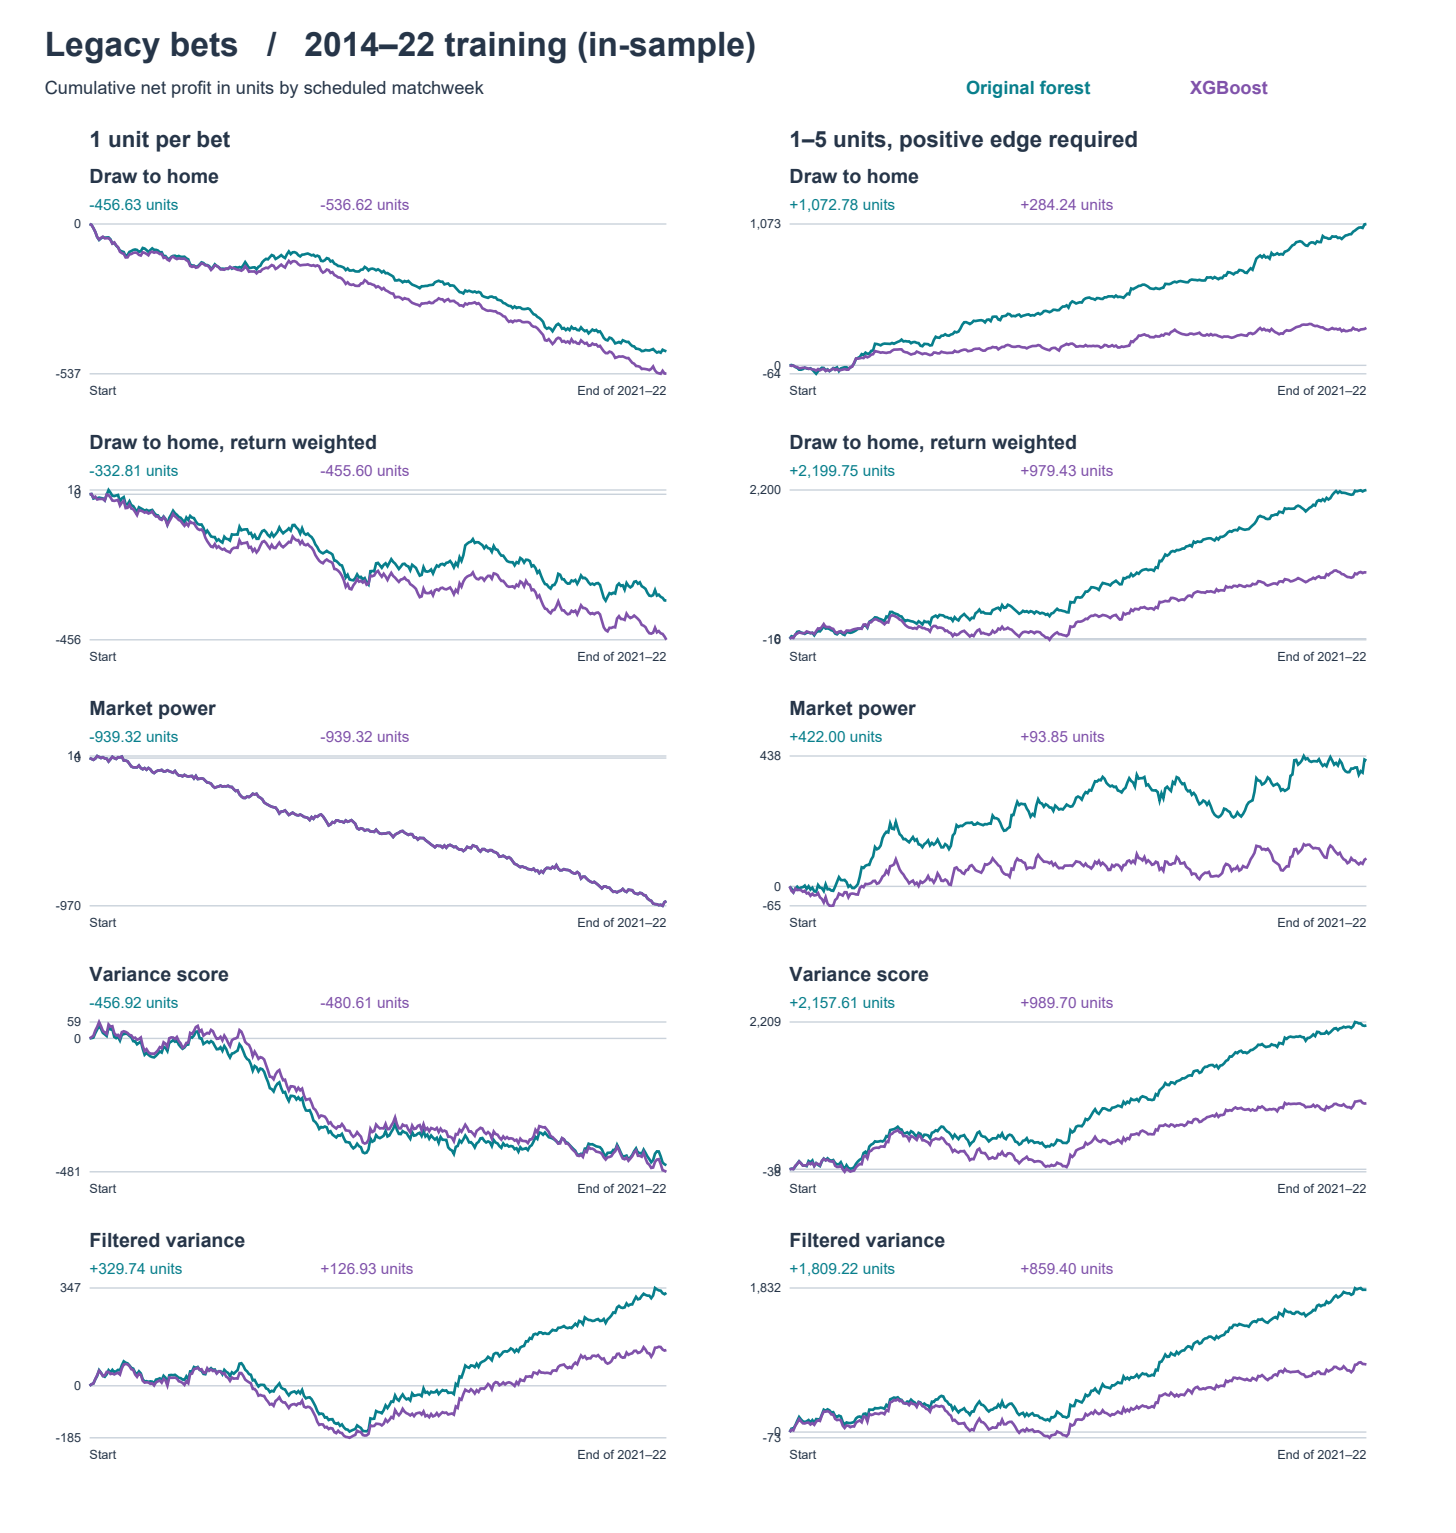 Legacy bets / 2014–22 training (in-sample)
Cumulative net profit in units by scheduled matchweek
Original forest
XGBoost
1 unit per bet
1–5 units, positive edge required
Draw to home
-456.63 units
-536.62 units
0
-537
Start
End of 2021–22
Draw to home
+1,072.78 units
+284.24 units
1,073
0
-64
Start
End of 2021–22
Draw to home, return weighted
-332.81 units
-455.60 units
13
0
-456
Start
End of 2021–22
Draw to home, return weighted
+2,199.75 units
+979.43 units
2,200
0
Start
End of 2021–22
Market power
-939.32 units
-939.32 units
14
0
-970
Start
End of 2021–22
Market power
+422.00 units
+93.85 units
438
0
-65
Start
End of 2021–22
Variance score
-456.92 units
-480.61 units
59
0
-481
Start
End of 2021–22
Variance score
+2,157.61 units
+989.70 units
2,209
0
-38
Start
End of 2021–22
Filtered variance
+329.74 units
+126.93 units
347
0
-185
Start
End of 2021–22
Filtered variance
+1,809.22 units
+859.40 units
1,832
0
-73
Start
End of 2021–22